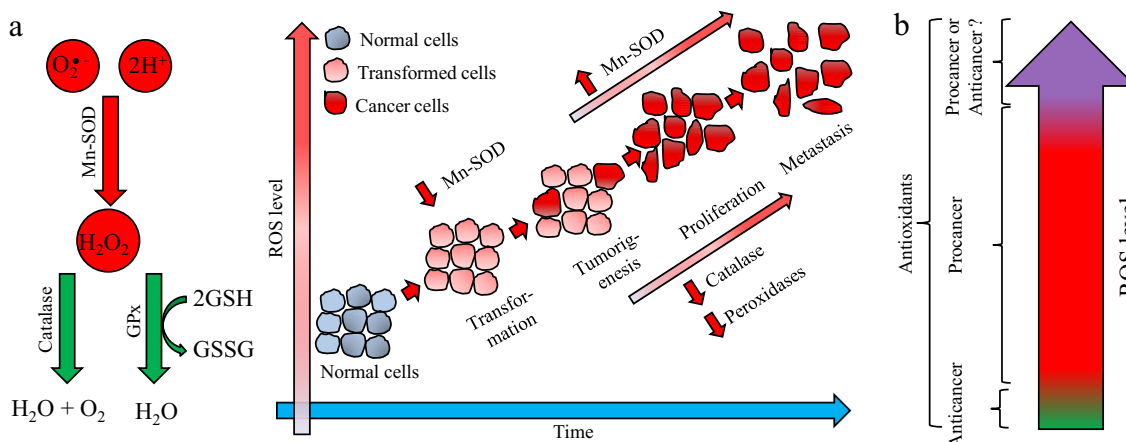 a
O₂•⁻
2H⁺
Mn-SOD
H₂O₂
Catalase
GPx
2GSH
GSSG
H₂O + O₂
H₂O
ROS level
Normal cells
Transformed cells
Cancer cells
Mn-SOD
Mn-SOD
Normal cells
Transfor-
mation
Tumorig-
enesis
Proliferation
Metastasis
Catalase
Peroxidases
Time
b
Antioxidants
Procancer or
Anticancer ?
Procancer
Anticancer
ROS level